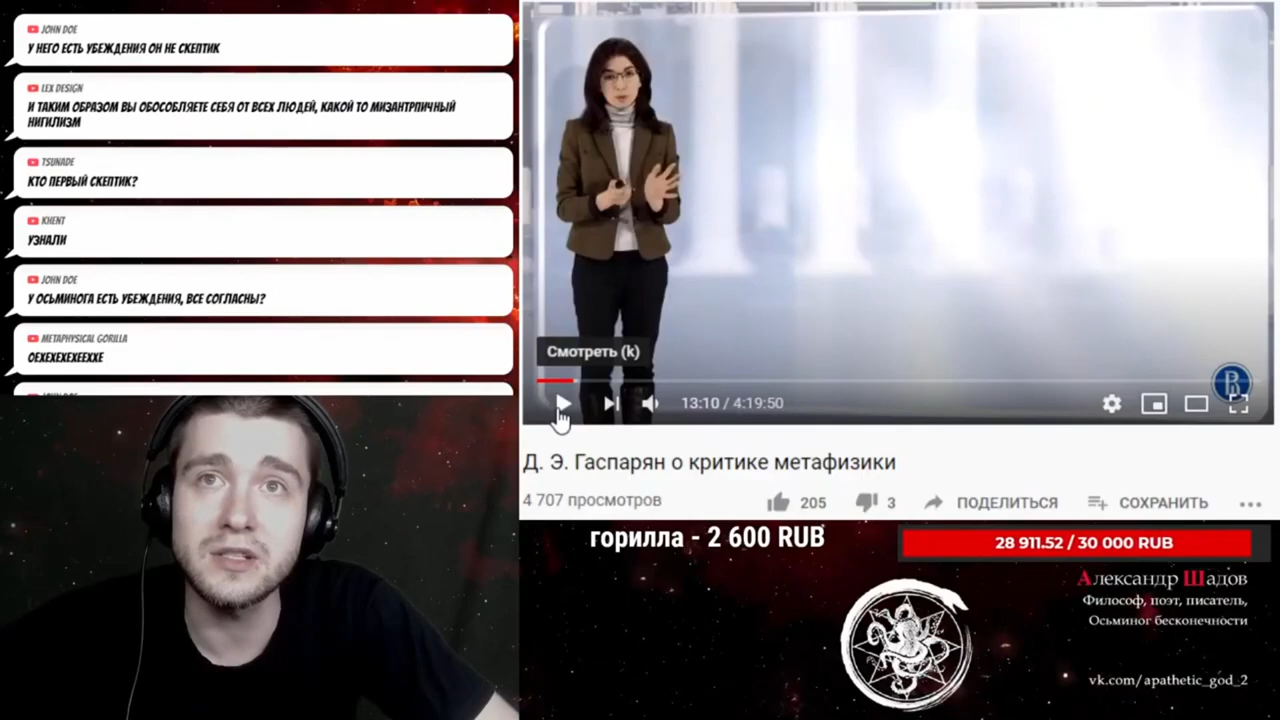 JOHN DOE
У НЕГО ЕСТЬ УБЕЖДЕНИЯ ОН НЕ СКЕПТИК
LEX DESIGN
И ТАКИМ ОБРАЗОМ ВЫ ОБОСОБЛЯЕТЕ СЕБЯ ОТ ВСЕХ ЛЮДЕЙ, КАКОЙ ТО МИЗАНТРПИЧНЫЙ
НИГИЛИЗМ
TSUNADE
КТО ПЕРВЫЙ СКЕПТИК?
KHENT
УЗНАЛИ
JOHN DOE
У ОСЬМИНОГА ЕСТЬ УБЕЖДЕНИЯ, ВСЕ СОГЛАСНЫ?
METAPHYSICAL GORILLA
ОЕХЕХЕХЕХЕЕХХЕ
Смотреть (k)
13:10 / 4:19:50
Д. Э. Гаспарян о критике метафизики
4 707 просмотров
205
3
ПОДЕЛИТЬСЯ
СОХРАНИТЬ
горилла - 2 600 RUB
28 911.52 / 30 000 RUB
Александр Шадов
Философ, поэт, писатель,
Осьминог бесконечности
vk.com/apathetic_god_2